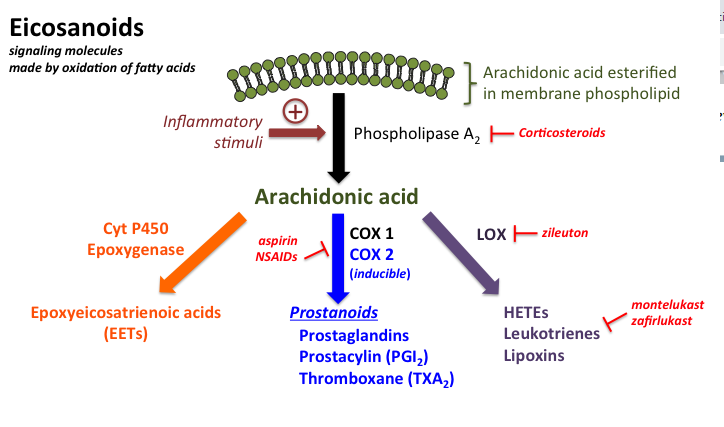 Eicosanoids
signaling molecules
made by oxidation of fatty acids
Arachidonic acid esterified
in membrane phospholipid
Inflammatory
stimuli
+
Phospholipase A₂
Corticosteroids
Arachidonic acid
Cyt P450
Epoxygenase
aspirin
NSAIDs
COX 1
COX 2
(inducible)
LOX
zileuton
Epoxyeicosatrienoic acids
(EETs)
Prostanoids
Prostaglandins
Prostacylin (PGI₂)
Thromboxane (TXA₂)
HETEs
Leukotrienes
Lipoxins
montelukast
zafirlukast